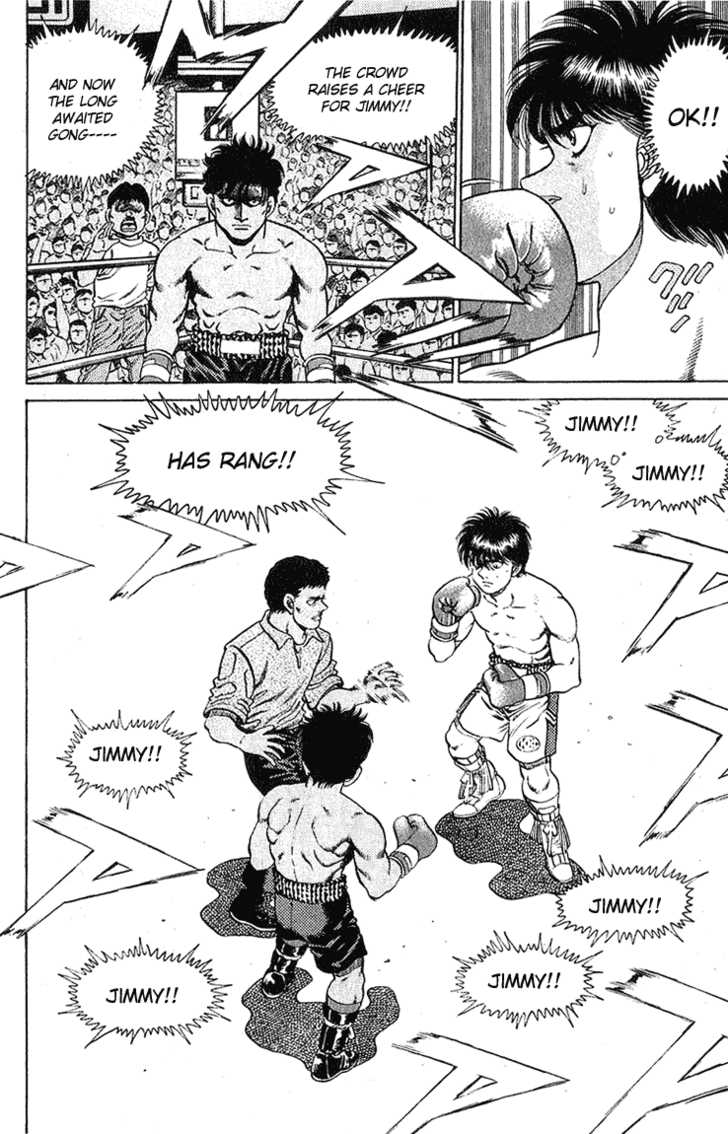 OK!!
THE CROWD
RAISES A CHEER
FOR JIMMY!!
AND NOW
THE LONG
AWAITED
GONG----
JIMMY!!
JIMMY!!
HAS RANG!!
JIMMY!!
JIMMY!!
JIMMY!!
JIMMY!!